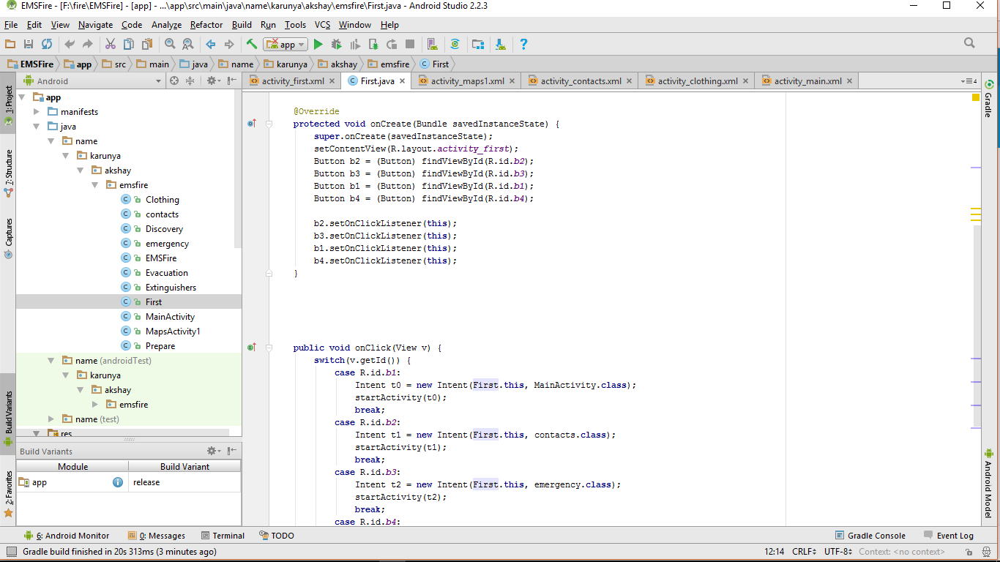 EMSFire - [F:\fire\EMSFire] - [app] - ...\app\src\main\java\name\karunya\akshay\emsfire\First.java - Android Studio 2.2.3
File Edit View Navigate Code Analyze Refactor Build Run Tools VCS Window Help
app
EMSFire app src main java name karunya akshay emsfire First
Android
activity_first.xml First.java activity_maps1.xml activity_contacts.xml activity_clothing.xml activity_main.xml
4
1: Project
7: Structure
Captures
Build Variants
2: Favorites
app
manifests
java
name
karunya
akshay
emsfire
Clothing
contacts
Discovery
emergency
EMSFire
Evacuation
Extinguishers
First
MainActivity
MapsActivity1
Prepare
name (androidTest)
karunya
akshay
emsfire
name (test)
res
Build Variants
Module Build Variant
app release
@Override
protected void onCreate(Bundle savedInstanceState) {
super.onCreate(savedInstanceState);
setContentView(R.layout.activity_first);
Button b2 = (Button) findViewById(R.id.b2);
Button b3 = (Button) findViewById(R.id.b3);
Button b1 = (Button) findViewById(R.id.b1);
Button b4 = (Button) findViewById(R.id.b4);
b2.setOnClickListener(this);
b3.setOnClickListener(this);
b1.setOnClickListener(this);
b4.setOnClickListener(this);
}
public void onClick(View v) {
switch(v.getId()) {
case R.id.b1:
Intent t0 = new Intent(First.this, MainActivity.class);
startActivity(t0);
break;
case R.id.b2:
Intent t1 = new Intent(First.this, contacts.class);
startActivity(t1);
break;
case R.id.b3:
Intent t2 = new Intent(First.this, emergency.class);
startActivity(t2);
break;
case R.id.b4:
Gradle
Android Model
6: Android Monitor 0: Messages Terminal TODO Gradle Console Event Log
Gradle build finished in 20s 313ms (3 minutes ago) 12:14 CRLF UTF-8 Context: <no context>